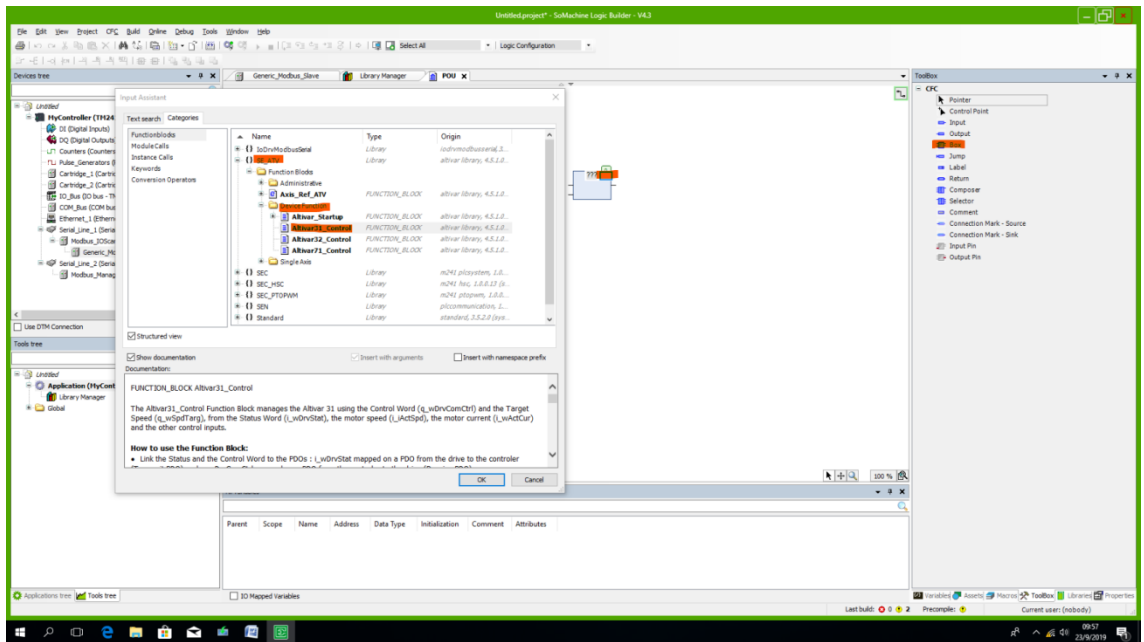 Untitled.project* - SoMachine Logic Builder - V4.3
File Edit View Project CFC Build Online Debug Tools Window Help
Select All Logic Configuration
Devices tree
Generic_Modbus_Slave Library Manager POU
ToolBox
Input Assistant
Text search Categories
Functionblocks
ModuleCalls
Instance Calls
Keywords
Conversion Operators
Name Type Origin
IoDrvModbusSerial Library iodrvmodbusserial, 3....
SE_ATV Library altivar library, 4.5.1.0...
Function Blocks
Administrative
Axis_Ref_ATV FUNCTION_BLOCK altivar library, 4.5.1.0...
DeviceFunction
Altivar_Startup FUNCTION_BLOCK altivar library, 4.5.1.0...
Altivar31_Control FUNCTION_BLOCK altivar library, 4.5.1.0...
Altivar32_Control FUNCTION_BLOCK altivar library, 4.5.1.0...
Altivar71_Control FUNCTION_BLOCK altivar library, 4.5.1.0...
Single Axis
SEC Library m241 plcsystem, 1.0....
SEC_HSC Library m241 hsc, 1.0.0.13 (s...
SEC_PTOPWM Library m241 ptopwm, 1.0.0...
SEN Library plccommunication, 1....
Standard Library standard, 3.5.2.0 (sys...
Structured view
Show documentation Insert with arguments Insert with namespace prefix
Documentation:
FUNCTION_BLOCK Altivar31_Control
The Altivar31_Control Function Block manages the Altivar 31 using the Control Word (q_wDrvComCtrl) and the Target
Speed (q_wSpdTarg), from the Status Word (i_wDrvStat), the motor speed (i_iActSpd), the motor current (i_wActCur)
and the other control inputs.
How to use the Function Block:
• Link the Status and the Control Word to the PDOs : i_wDrvStat mapped on a PDO from the drive to the controler
OK Cancel
Untitled
MyController (TM24
DI (Digital Inputs)
DQ (Digital Outputs
Counters (Counters
Pulse_Generators (
Cartridge_1 (Cartri
Cartridge_2 (Cartri
IO_Bus (IO bus - TM
COM_Bus (COM bus
Ethernet_1 (Ethern
Serial_Line_1 (Seria
Modbus_IOSca
Generic_Mo
Serial_Line_2 (Seria
Modbus_Manag
Use DTM Connection
Tools tree
Untitled
Application (MyCont
Library Manager
Global
???
CFC
Pointer
Control Point
Input
Output
Box
Jump
Label
Return
Composer
Selector
Comment
Connection Mark - Source
Connection Mark - Sink
Input Pin
Output Pin
100 %
Parent Scope Name Address Data Type Initialization Comment Attributes
IO Mapped Variables
Applications tree Tools tree
Variables Assets Macros ToolBox Libraries Properties
Last build: 0 2 Precompile: Current user: (nobody)
09:57
23/9/2019